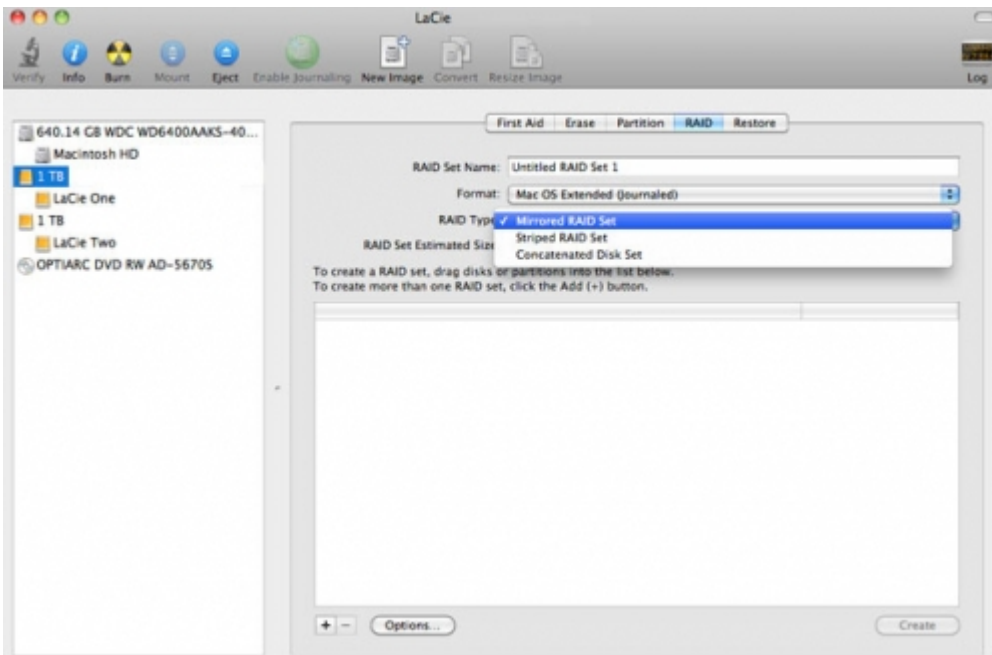 LaCie
Verify Info Burn Mount Eject Enable Journaling New Image Convert Resize Image Log
640.14 GB WDC WD6400AAKS-40...
Macintosh HD
1 TB
LaCie One
1 TB
LaCie Two
OPTIARC DVD RW AD-5670S
First Aid Erase Partition RAID Restore
RAID Set Name: Untitled RAID Set 1
Format: Mac OS Extended (Journaled)
RAID Type ✓ Mirrored RAID Set
Striped RAID Set
Concatenated Disk Set
RAID Set Estimated Size
To create a RAID set, drag disks or partitions into the list below.
To create more than one RAID set, click the Add (+) button.
+ − Options... Create